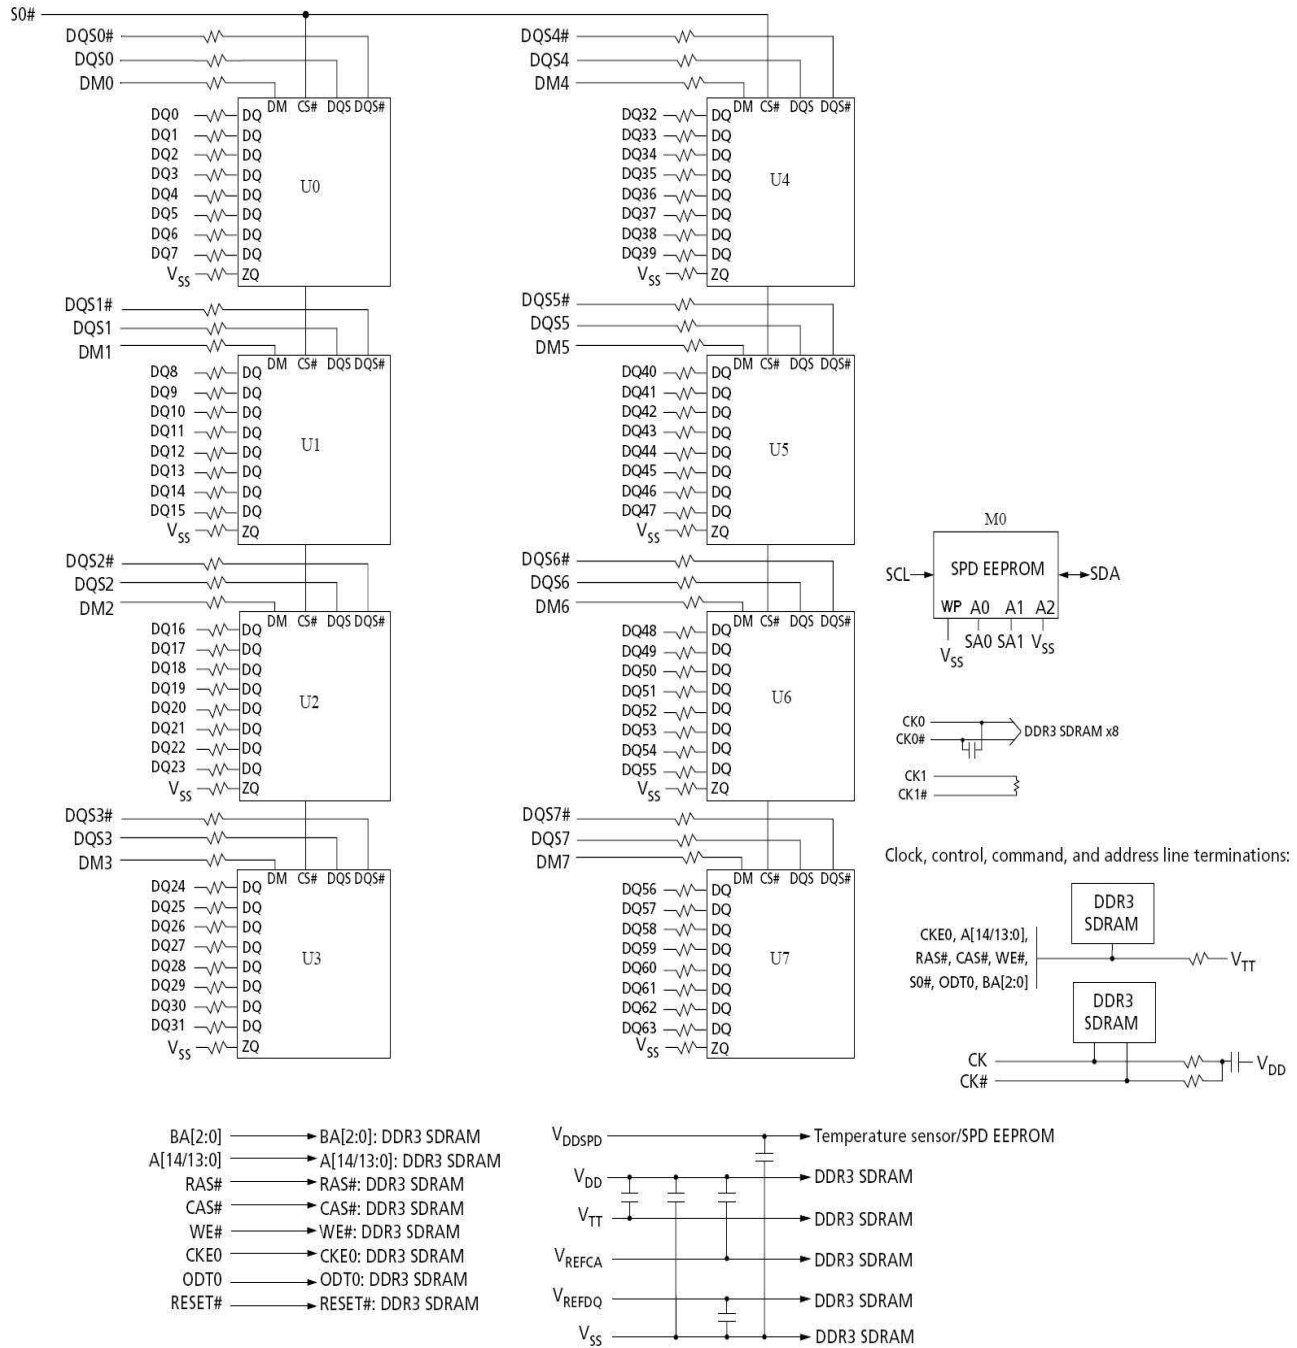 S0#
DQS0#
DQS0
DM0
DM CS# DQS DQS#
DQ0 DQ
DQ1 DQ
DQ2 DQ
DQ3 DQ
DQ4 DQ
DQ5 DQ
DQ6 DQ
DQ7 DQ
VSS ZQ
U0
DQS1#
DQS1
DM1
DM CS# DQS DQS#
DQ8 DQ
DQ9 DQ
DQ10 DQ
DQ11 DQ
DQ12 DQ
DQ13 DQ
DQ14 DQ
DQ15 DQ
VSS ZQ
U1
DQS2#
DQS2
DM2
DM CS# DQS DQS#
DQ16 DQ
DQ17 DQ
DQ18 DQ
DQ19 DQ
DQ20 DQ
DQ21 DQ
DQ22 DQ
DQ23 DQ
VSS ZQ
U2
DQS3#
DQS3
DM3
DM CS# DQS DQS#
DQ24 DQ
DQ25 DQ
DQ26 DQ
DQ27 DQ
DQ28 DQ
DQ29 DQ
DQ30 DQ
DQ31 DQ
VSS ZQ
U3
DQS4#
DQS4
DM4
DM CS# DQS DQS#
DQ32 DQ
DQ33 DQ
DQ34 DQ
DQ35 DQ
DQ36 DQ
DQ37 DQ
DQ38 DQ
DQ39 DQ
VSS ZQ
U4
DQS5#
DQS5
DM5
DM CS# DQS DQS#
DQ40 DQ
DQ41 DQ
DQ42 DQ
DQ43 DQ
DQ44 DQ
DQ45 DQ
DQ46 DQ
DQ47 DQ
VSS ZQ
U5
DQS6#
DQS6
DM6
DM CS# DQS DQS#
DQ48 DQ
DQ49 DQ
DQ50 DQ
DQ51 DQ
DQ52 DQ
DQ53 DQ
DQ54 DQ
DQ55 DQ
VSS ZQ
U6
DQS7#
DQS7
DM7
DM CS# DQS DQS#
DQ56 DQ
DQ57 DQ
DQ58 DQ
DQ59 DQ
DQ60 DQ
DQ61 DQ
DQ62 DQ
DQ63 DQ
VSS ZQ
U7
M0
SCL SPD EEPROM SDA
WP A0 A1 A2
VSS SA0 SA1 VSS
CK0
CK0#
DDR3 SDRAM x8
CK1
CK1#
Clock, control, command, and address line terminations:
DDR3
SDRAM
CKE0, A[14/13:0],
RAS#, CAS#, WE#,
S0#, ODT0, BA[2:0]
VTT
DDR3
SDRAM
CK
CK#
VDD
BA[2:0] BA[2:0]: DDR3 SDRAM
A[14/13:0] A[14/13:0]: DDR3 SDRAM
RAS# RAS#: DDR3 SDRAM
CAS# CAS#: DDR3 SDRAM
WE# WE#: DDR3 SDRAM
CKE0 CKE0: DDR3 SDRAM
ODT0 ODT0: DDR3 SDRAM
RESET# RESET#: DDR3 SDRAM
VDDSPD Temperature sensor/SPD EEPROM
VDD DDR3 SDRAM
VTT DDR3 SDRAM
VREFCA DDR3 SDRAM
VREFDQ DDR3 SDRAM
VSS DDR3 SDRAM